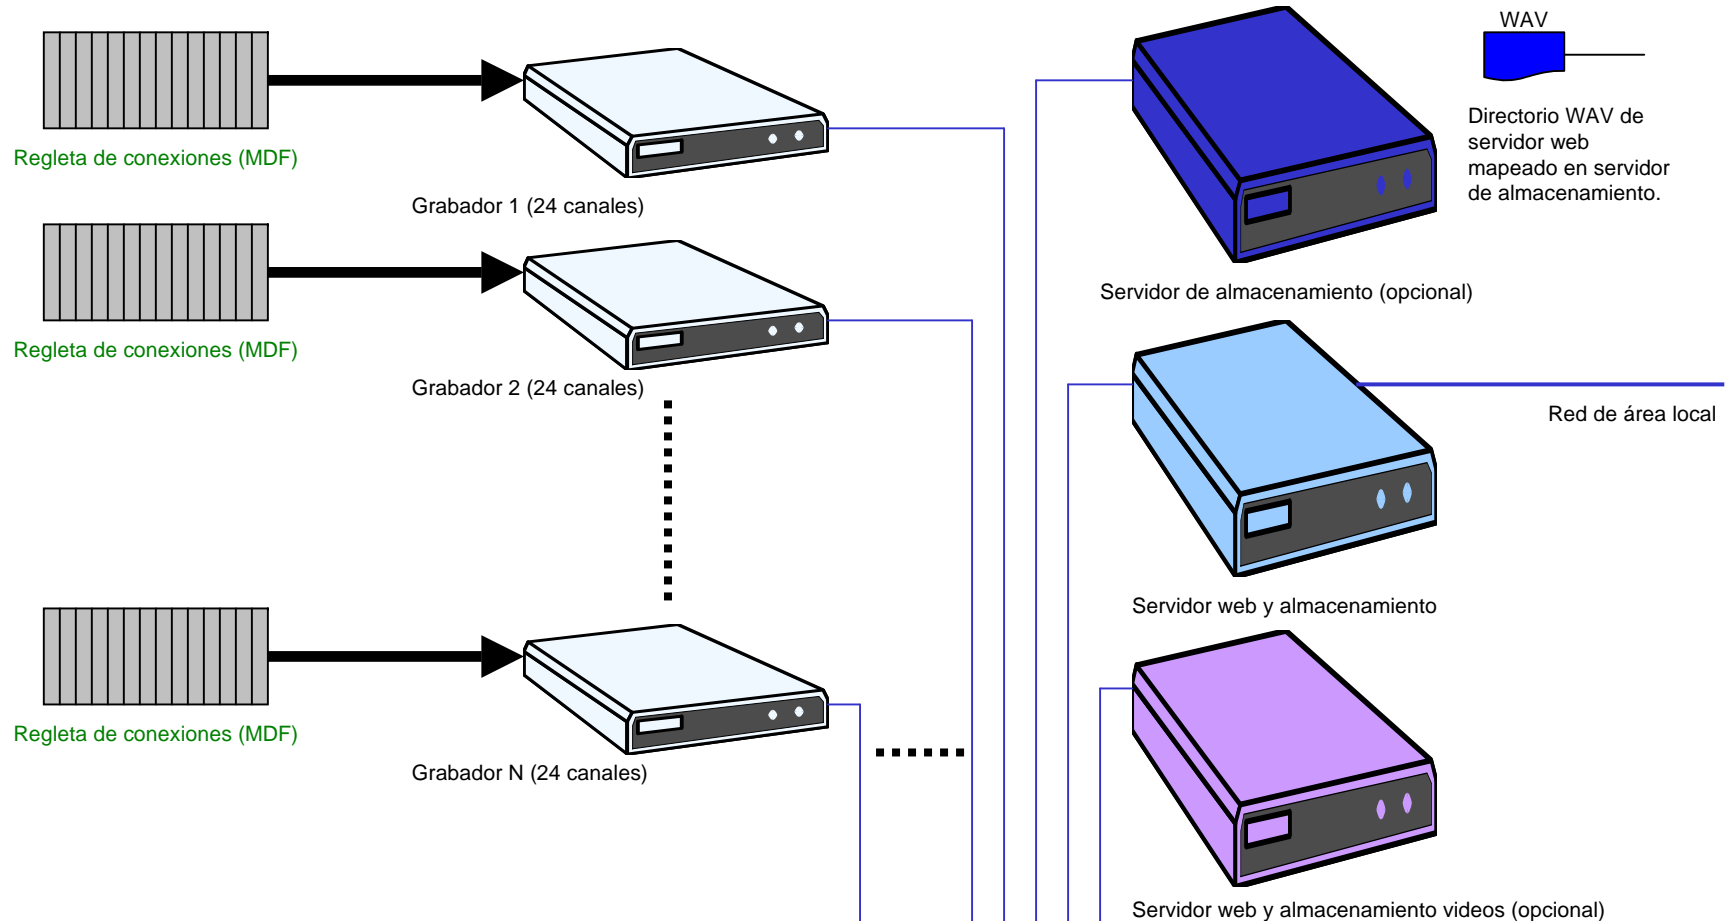 WAV
Directorio WAV de
servidor web
mapeado en servidor
de almacenamiento.
Regleta de conexiones (MDF)
Grabador 1 (24 canales)
Servidor de almacenamiento (opcional)
Regleta de conexiones (MDF)
Grabador 2 (24 canales)
Red de área local
Servidor web y almacenamiento
Regleta de conexiones (MDF)
Grabador N (24 canales)
Servidor web y almacenamiento videos (opcional)